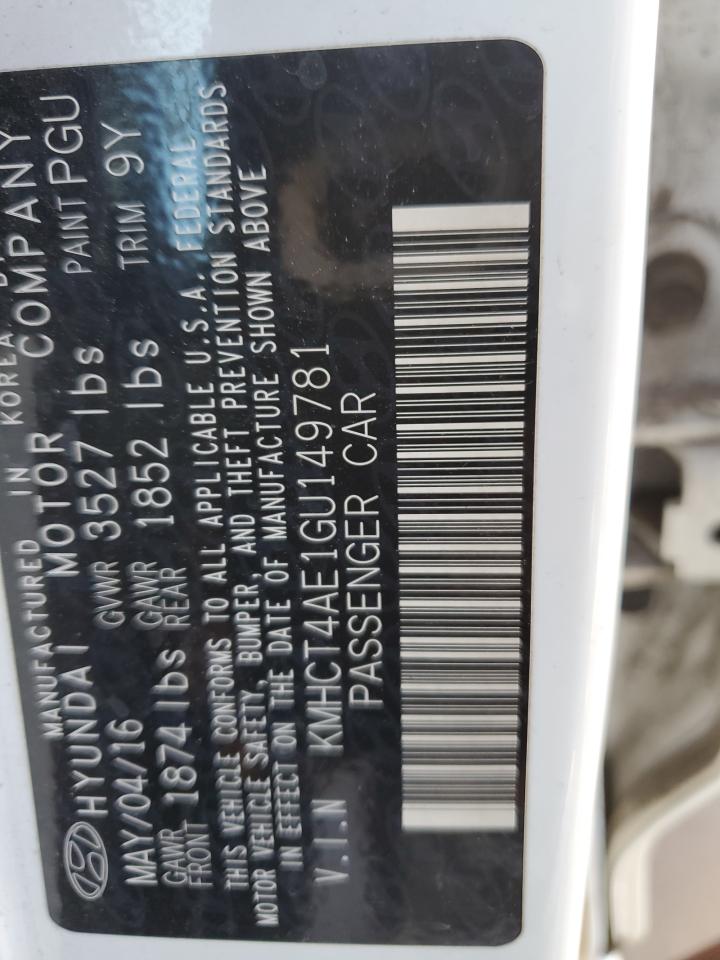 MANUFACTURED IN KOREA
HYUNDAI MOTOR COMPANY
MAY/04/16 GVWR 3527 lbs PAINT PGU
GAWR FRONT 1874 lbs GAWR REAR 1852 lbs TRIM 9Y
THIS VEHICLE CONFORMS TO ALL APPLICABLE U.S.A. FEDERAL
MOTOR VEHICLE SAFETY, BUMPER, AND THEFT PREVENTION STANDARDS
IN EFFECT ON THE DATE OF MANUFACTURE SHOWN ABOVE
V.I.N KMHCT4AE1GU149781
PASSENGER CAR